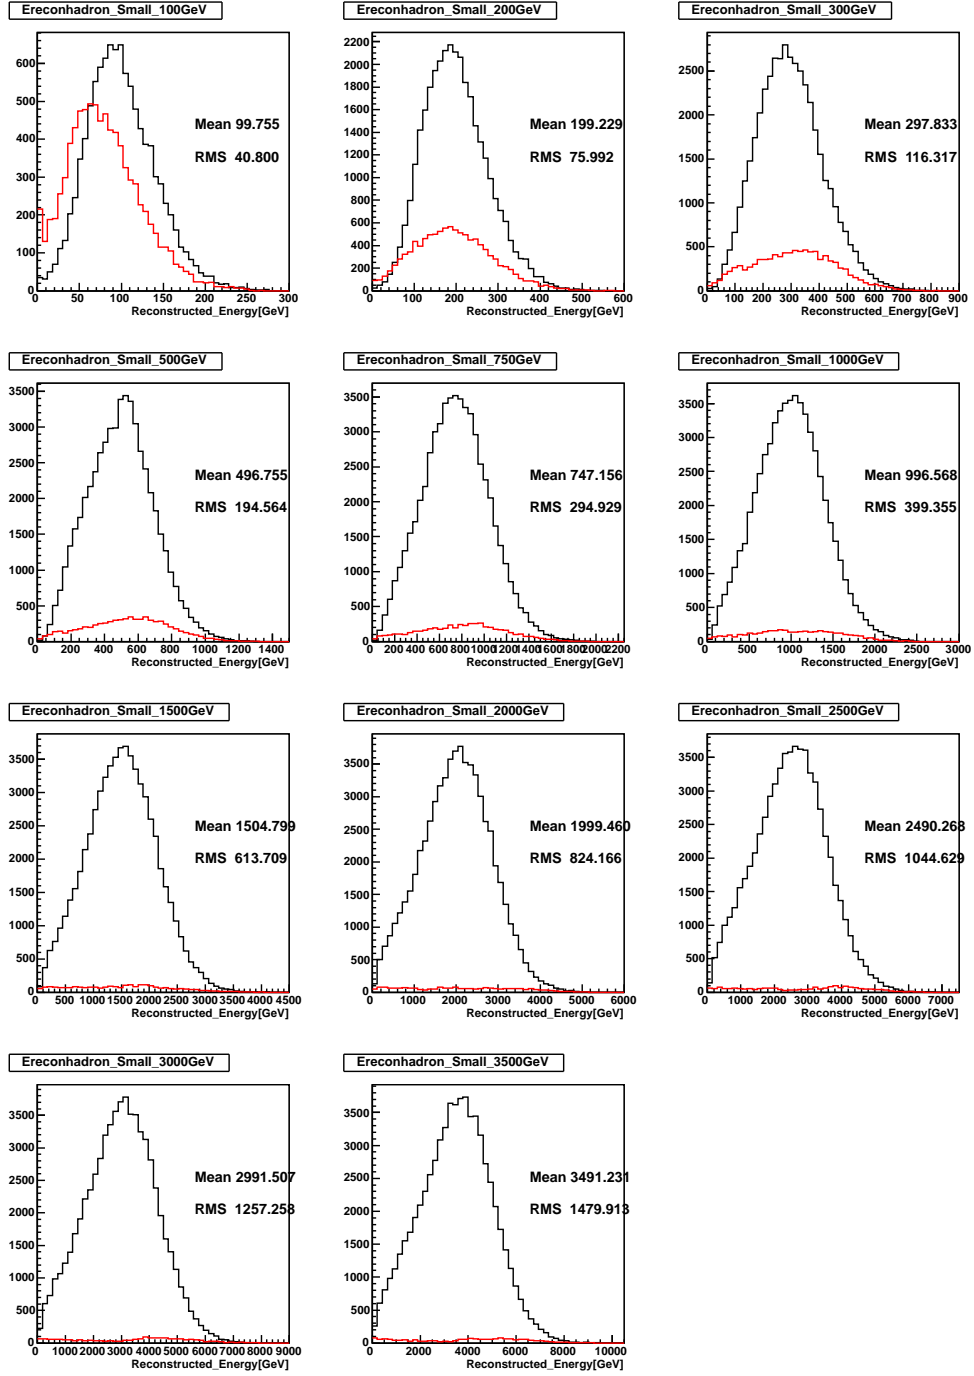 Ereconhadron_Small_100GeV
600
500
400
300
200
100
0
Mean 99.755
RMS 40.800
0 50 100 150 200 250 300
Reconstructed_Energy[GeV]
Ereconhadron_Small_200GeV
2200
2000
1800
1600
1400
1200
1000
800
600
400
200
0
Mean 199.229
RMS 75.992
0 100 200 300 400 500 600
Reconstructed_Energy[GeV]
Ereconhadron_Small_300GeV
2500
2000
1500
1000
500
0
Mean 297.833
RMS 116.317
0 100 200 300 400 500 600 700 800 900
Reconstructed_Energy[GeV]
Ereconhadron_Small_500GeV
3500
3000
2500
2000
1500
1000
500
0
Mean 496.755
RMS 194.564
0 200 400 600 800 1000 1200 1400
Reconstructed_Energy[GeV]
Ereconhadron_Small_750GeV
3500
3000
2500
2000
1500
1000
500
0
Mean 747.156
RMS 294.929
0 200 400 600 800 1000 1200 1400 1600 1800 2000 2200
Reconstructed_Energy[GeV]
Ereconhadron_Small_1000GeV
3500
3000
2500
2000
1500
1000
500
0
Mean 996.568
RMS 399.355
0 500 1000 1500 2000 2500 3000
Reconstructed_Energy[GeV]
Ereconhadron_Small_1500GeV
3500
3000
2500
2000
1500
1000
500
0
Mean 1504.799
RMS 613.709
0 500 1000 1500 2000 2500 3000 3500 4000 4500
Reconstructed_Energy[GeV]
Ereconhadron_Small_2000GeV
3500
3000
2500
2000
1500
1000
500
0
Mean 1999.460
RMS 824.166
0 1000 2000 3000 4000 5000 6000
Reconstructed_Energy[GeV]
Ereconhadron_Small_2500GeV
3500
3000
2500
2000
1500
1000
500
0
Mean 2490.268
RMS 1044.629
0 1000 2000 3000 4000 5000 6000 7000
Reconstructed_Energy[GeV]
Ereconhadron_Small_3000GeV
3500
3000
2500
2000
1500
1000
500
0
Mean 2991.507
RMS 1257.258
0 1000 2000 3000 4000 5000 6000 7000 8000 9000
Reconstructed_Energy[GeV]
Ereconhadron_Small_3500GeV
3500
3000
2500
2000
1500
1000
500
0
Mean 3491.231
RMS 1479.913
0 2000 4000 6000 8000 10000
Reconstructed_Energy[GeV]